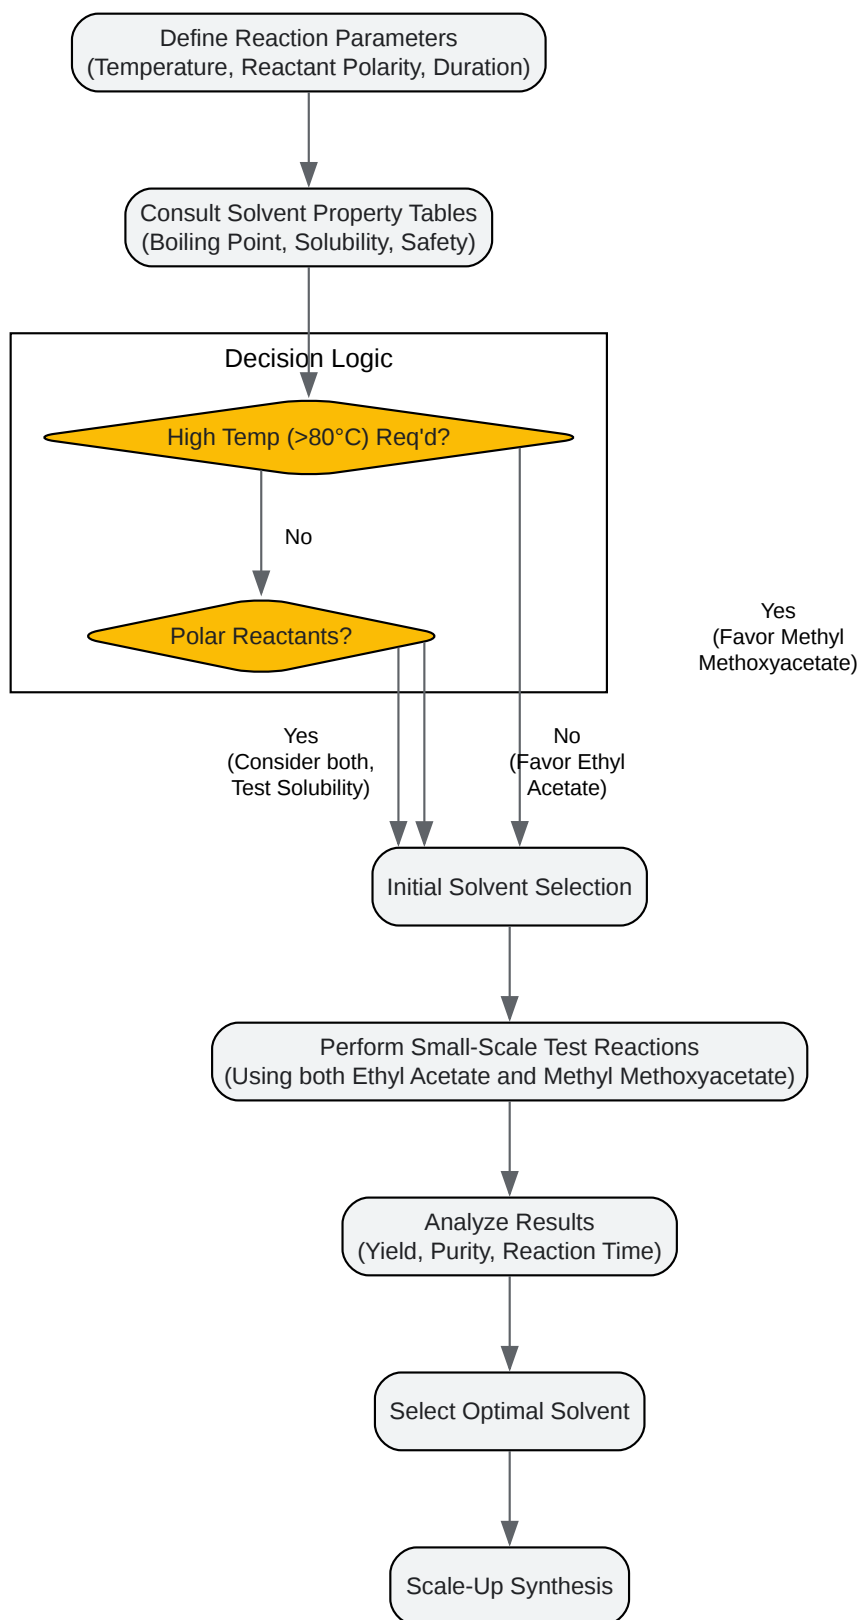 Define Reaction Parameters
(Temperature, Reactant Polarity, Duration)
Consult Solvent Property Tables
(Boiling Point, Solubility, Safety)
Decision Logic
High Temp (>80°C) Req'd?
No
Polar Reactants?
Yes
(Favor Methyl
Methoxyacetate)
Yes
(Consider both,
Test Solubility)
No
(Favor Ethyl
Acetate)
Initial Solvent Selection
Perform Small-Scale Test Reactions
(Using both Ethyl Acetate and Methyl Methoxyacetate)
Analyze Results
(Yield, Purity, Reaction Time)
Select Optimal Solvent
Scale-Up Synthesis